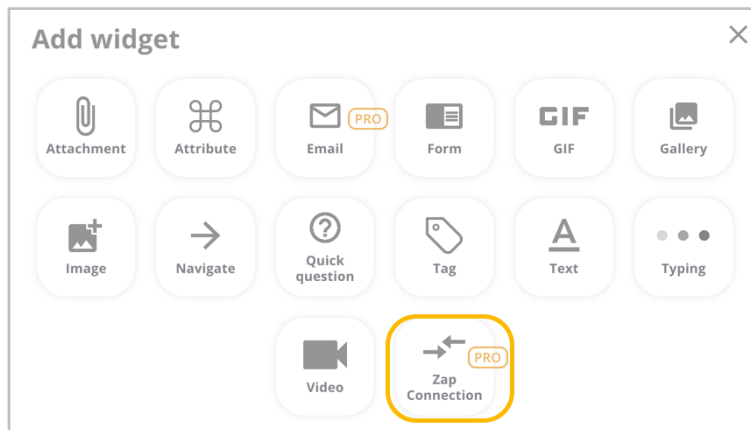 Add widget
Attachment
Attribute
PRO
Email
Form
GIF
GIF
Gallery
Image
Navigate
Quick
question
Tag
A
Text
Typing
Video
PRO
Zap
Connection